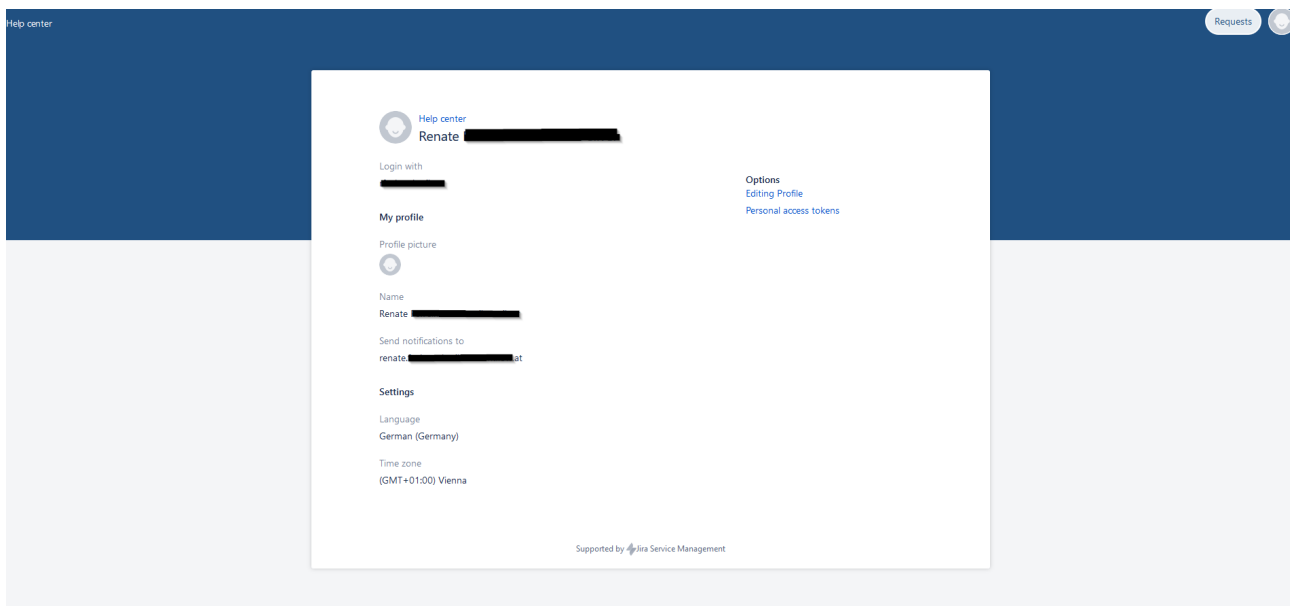 Help center
Requests
Help center
Renate
Login with
Options
Editing Profile
Personal access tokens
My profile
Profile picture
Name
Renate
Send notifications to
renate. at
Settings
Language
German (Germany)
Time zone
(GMT+01:00) Vienna
Supported by Jira Service Management